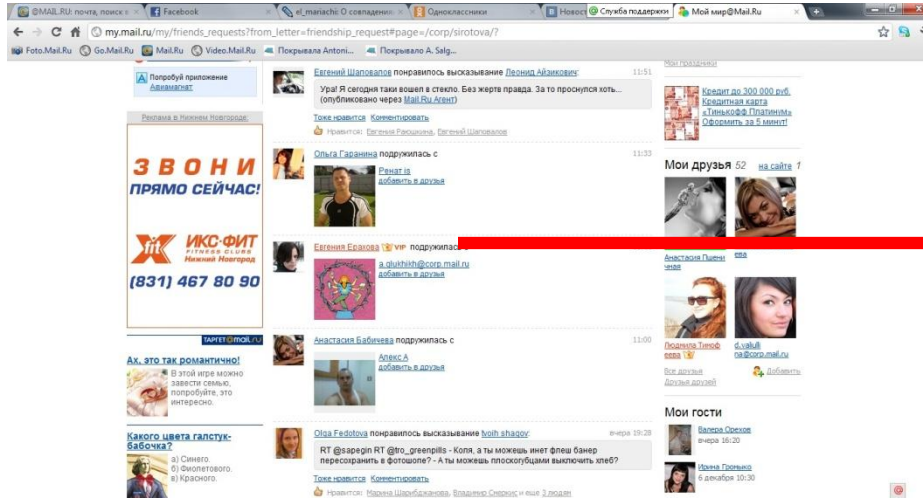 @MAIL.RU: почта, поиск в
Facebook
el_mariachi: О совпадении
Одноклассники
Новост
Служба поддержки
Мой мир@Mail.Ru
my.mail.ru/my/friends_requests?from_letter=friendship_request#page=/corp/sirotova/?
Foto.Mail.Ru
Go.Mail.Ru
Mail.Ru
Video.Mail.Ru
Покрывала Antoni...
Покрывало A. Salg...
Попробуй приложение
Авиамагнат
Реклама в Нижнем Новгороде:
ЗВОНИ
ПРЯМО СЕЙЧАС!
Xfit
ИКС·ФИТ
FITNESS CLUBS
Нижний Новгород
(831) 467 80 90
ТАРГЕТ@mail.RU
Ах, это так романтично!
В этой игре можно
завести семью,
попробуйте, это
интересно.
Какого цвета галстук-
бабочка?
а) Синего.
б) Фиолетового.
в) Красного.
Евгений Шаповалов понравилось высказывание Леонид Айзикович:
11:51
Ура! Я сегодня таки вошел в стекло. Без жертв правда. За то проснулся хоть...
(опубликовано через Mail.Ru Агент)
Тоже нравится Комментировать
Нравится: Евгения Раюшкина, Евгений Шаповалов
Ольга Гаранина подружилась с
11:33
Ренат is
добавить в друзья
Евгения Ерахова VIP подружилась с
a.glukhikh@corp.mail.ru
добавить в друзья
Анастасия Бабичева подружилась с
11:00
Алекс А
добавить в друзья
Olga Fedotova понравилось высказывание tvoih shagov:
вчера 19:28
RT @sapegin RT @tro_greenpills - Коля, а ты можешь инет флеш банер
пересохранить в фотошопе? - А ты можешь плоскогубцами выключить хлеб?
Тоже нравится Комментировать
Нравится: Марина Шарибджанова, Владимир Снеркис и еще 3 людям
Мои праздники
Кредит до 300 000 руб.
Кредитная карта
«Тинькофф Платинум»
Оформить за 5 минут!
Мои друзья 52 на сайте 1
Анастасия Пшени
чная
ева
Людмила Тимоф
еева
d.valiulli
na@corp.mail.ru
Все друзья
Друзья друзей
Добавить
Мои гости
Валера Орехов
вчера 16:20
Ирина Громыко
6 декабря 10:30